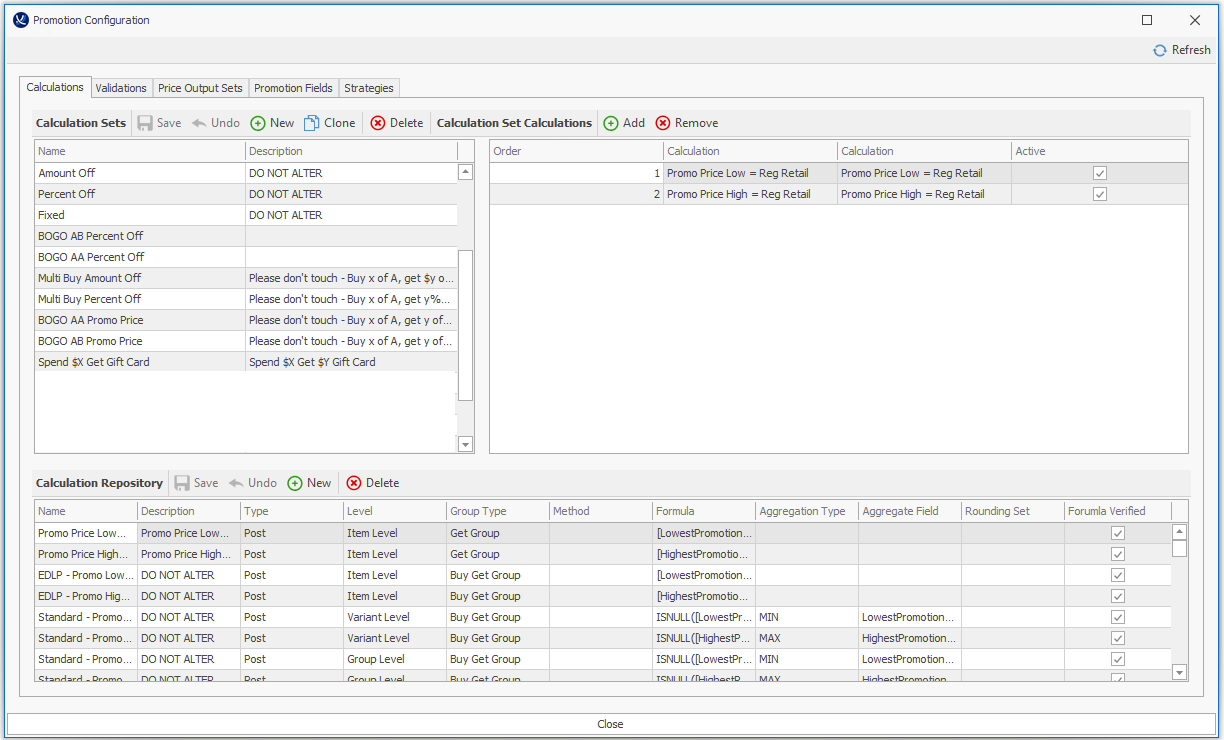 Promotion Configuration
Refresh
Calculations Validations Price Output Sets Promotion Fields Strategies
Calculation Sets Save Undo New Clone Delete Calculation Set Calculations Add Remove
Name Description Order Calculation Calculation Active
Amount Off DO NOT ALTER 1 Promo Price Low = Reg Retail Promo Price Low = Reg Retail
Percent Off DO NOT ALTER 2 Promo Price High = Reg Retail Promo Price High = Reg Retail
Fixed DO NOT ALTER
BOGO AB Percent Off
BOGO AA Percent Off
Multi Buy Amount Off Please don't touch - Buy x of A, get $y o...
Multi Buy Percent Off Please don't touch - Buy x of A, get y%...
BOGO AA Promo Price Please don't touch - Buy x of A, get y of...
BOGO AB Promo Price Please don't touch - Buy x of A, get y of...
Spend $X Get Gift Card Spend $X Get $Y Gift Card
Calculation Repository Save Undo New Delete
Name Description Type Level Group Type Method Formula Aggregation Type Aggregate Field Rounding Set Forumla Verified
Promo Price Low... Promo Price Low... Post Item Level Get Group [LowestPromotion...
Promo Price High... Promo Price High... Post Item Level Get Group [HighestPromotio...
EDLP - Promo Low... DO NOT ALTER Post Item Level Buy Get Group [LowestPromotion...
EDLP - Promo Hig... DO NOT ALTER Post Item Level Buy Get Group [HighestPromotio...
Standard - Promo... DO NOT ALTER Post Variant Level Buy Get Group ISNULL([LowestPr... MIN LowestPromotion...
Standard - Promo... DO NOT ALTER Post Variant Level Buy Get Group ISNULL([HighestP... MAX HighestPromotion...
Standard - Promo... DO NOT ALTER Post Group Level Buy Get Group ISNULL([LowestPr... MIN LowestPromotion...
Standard - Promo... DO NOT ALTER Post Group Level Buy Get Group ISNULL([HighestP... MAX HighestPromotion...
Close